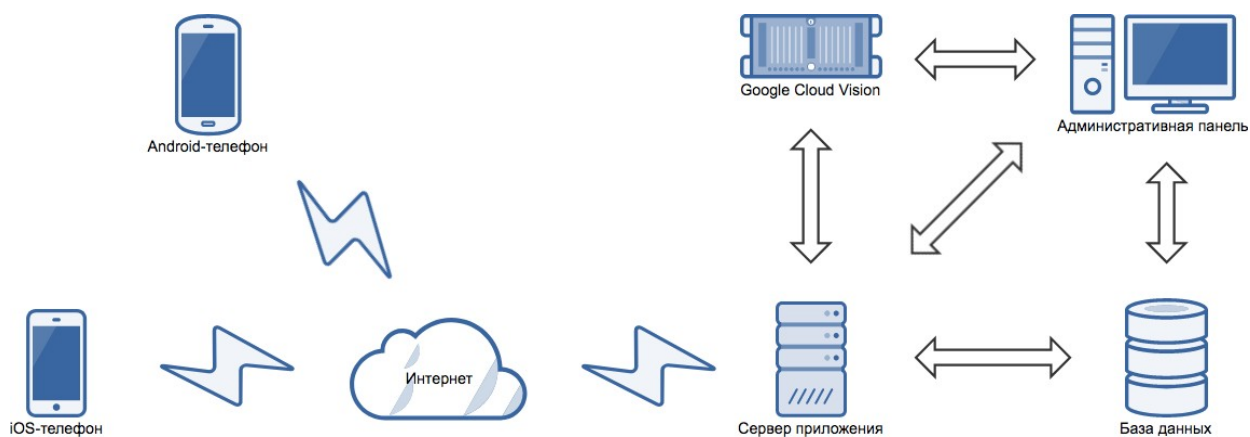 Google Cloud Vision
Административная панель
Android-телефон
Интернет
iOS-телефон
Сервер приложения
База данных